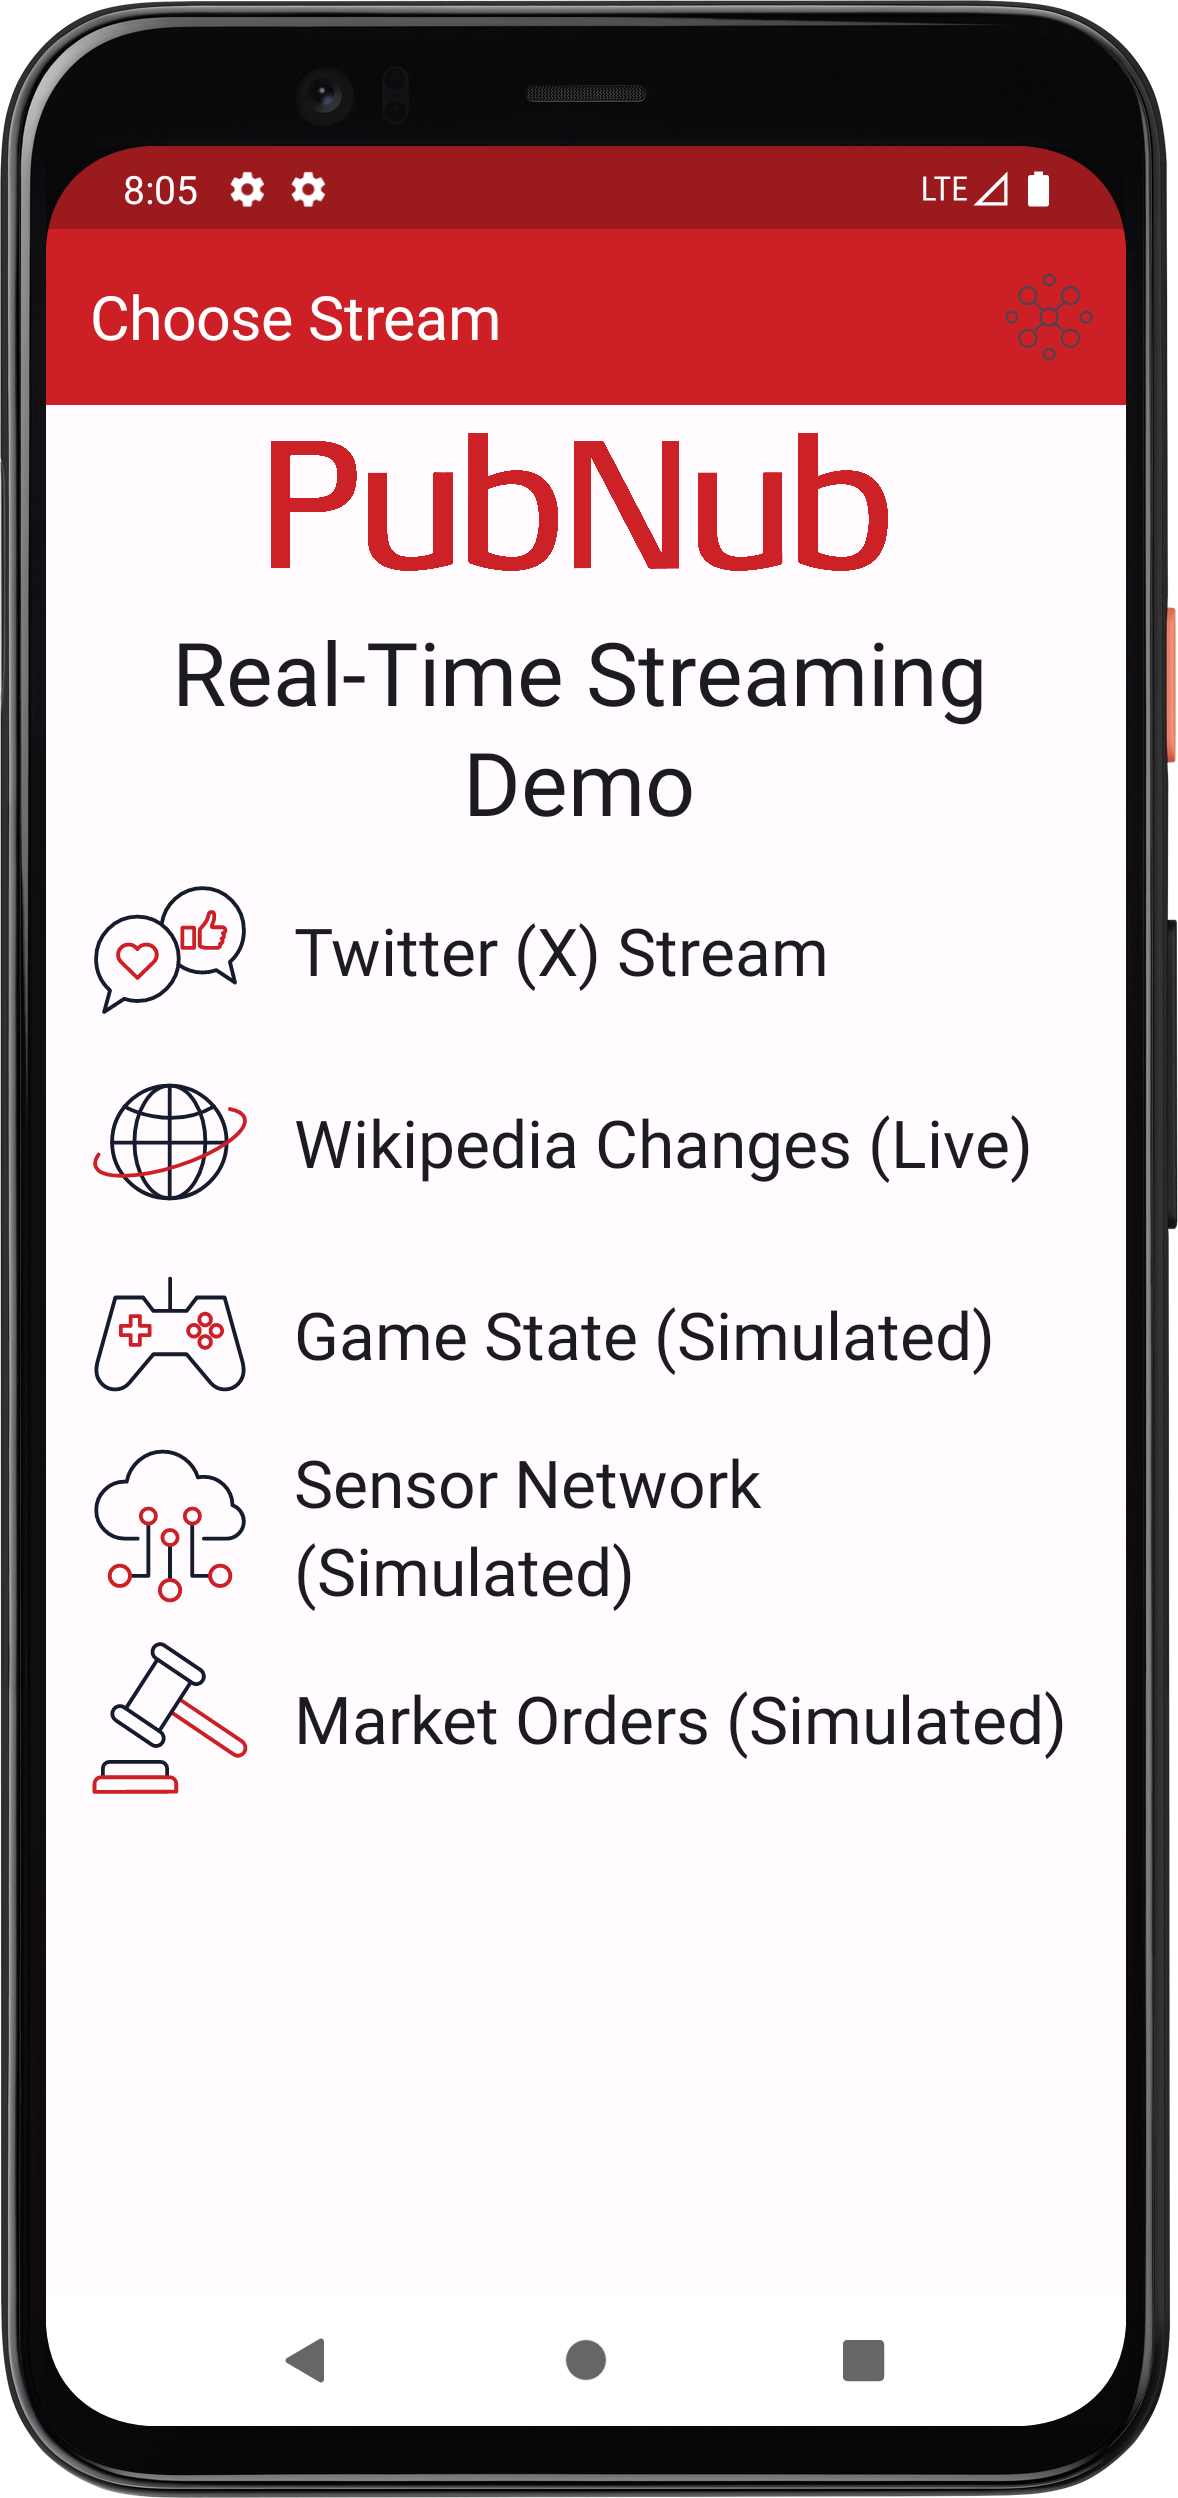 8:05
LTE
Choose Stream
PubNub
Real-Time Streaming
Demo
Twitter (X) Stream
Wikipedia Changes (Live)
Game State (Simulated)
Sensor Network
(Simulated)
Market Orders (Simulated)